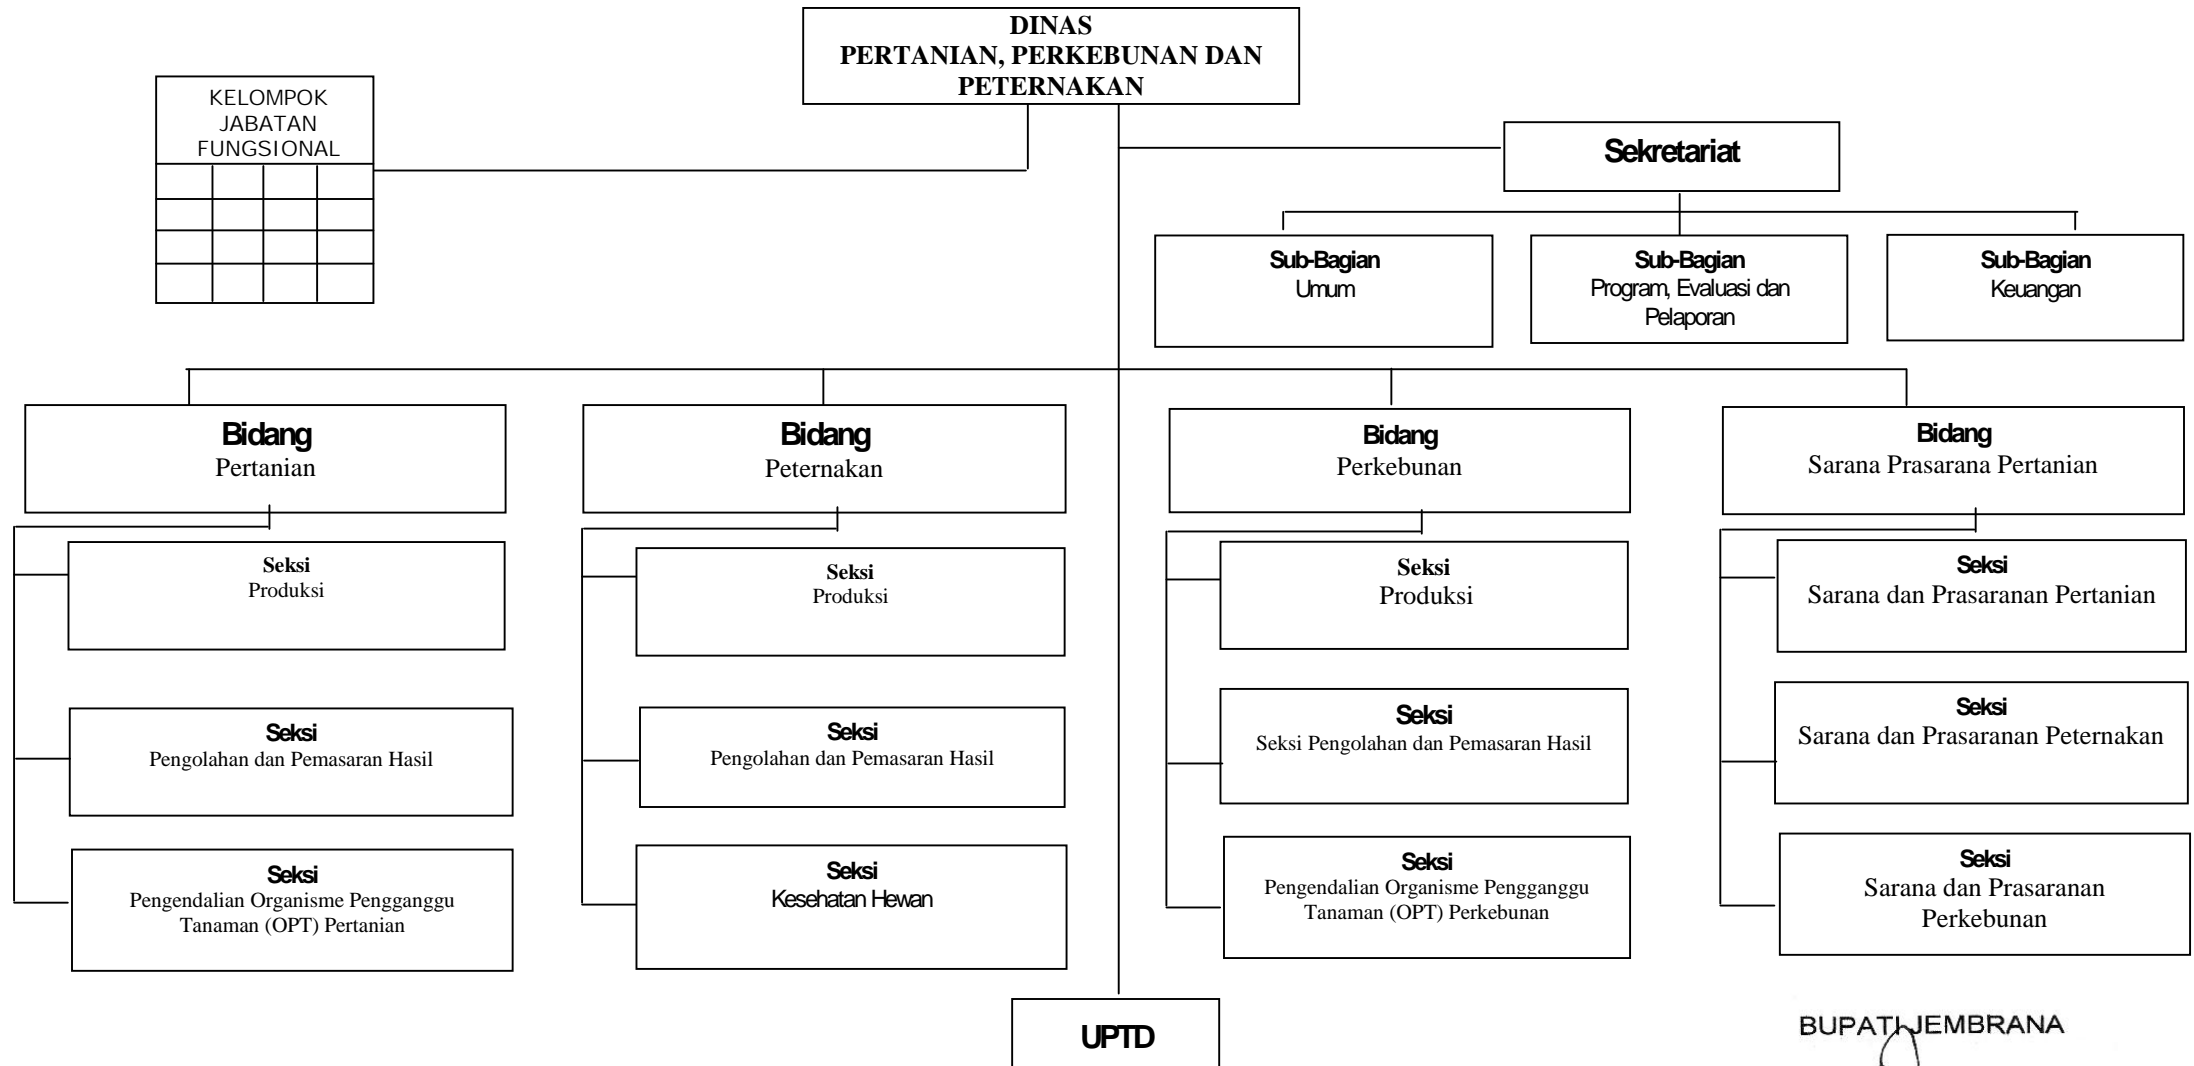 DINAS
PERTANIAN, PERKEBUNAN DAN
PETERNAKAN
KELOMPOK
JABATAN
FUNGSIONAL
Sekretariat
Sub-Bagian
Umum
Sub-Bagian
Program, Evaluasi dan
Pelaporan
Sub-Bagian
Keuangan
Bidang
Pertanian
Bidang
Peternakan
Bidang
Perkebunan
Bidang
Sarana Prasarana Pertanian
Seksi
Produksi
Seksi
Produksi
Seksi
Produksi
Seksi
Sarana dan Prasaranan Pertanian
Seksi
Pengolahan dan Pemasaran Hasil
Seksi
Pengolahan dan Pemasaran Hasil
Seksi
Seksi Pengolahan dan Pemasaran Hasil
Seksi
Sarana dan Prasaranan Peternakan
Seksi
Pengendalian Organisme Pengganggu
Tanaman (OPT) Pertanian
Seksi
Kesehatan Hewan
Seksi
Pengendalian Organisme Pengganggu
Tanaman (OPT) Perkebunan
Seksi
Sarana dan Prasaranan
Perkebunan
UPTD
BUPATI JEMBRANA